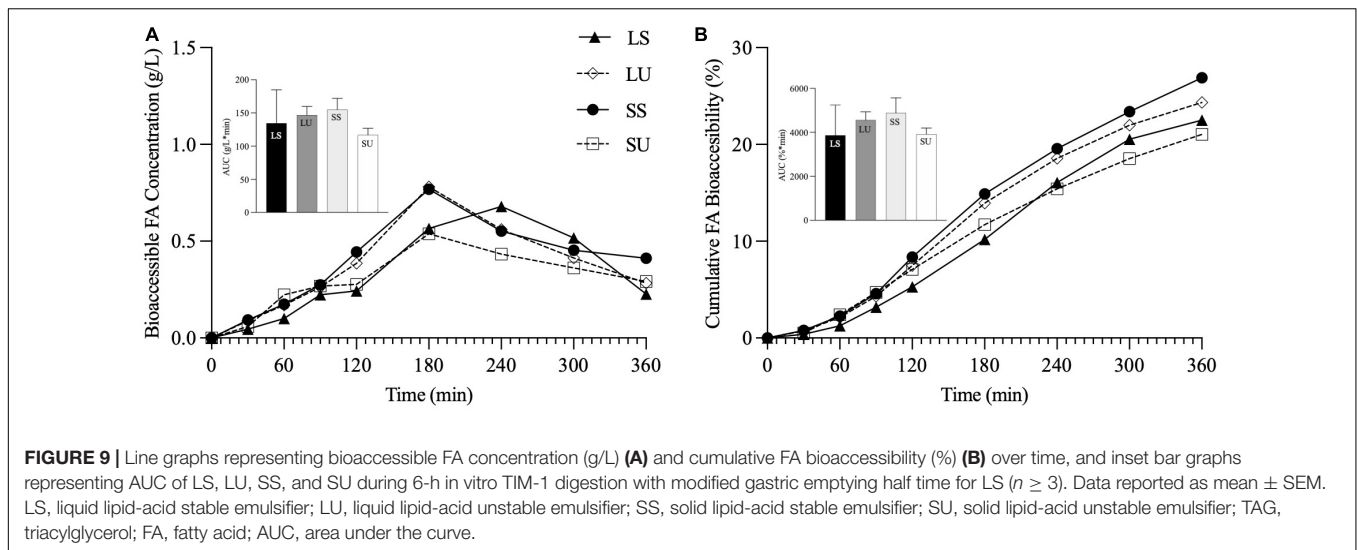 A
1.5
1.0
0.5
0.0
Bioaccessible FA Concentration (g/L)
200
150
100
50
0
AUC (g/L*min)
LS
LU
SS
SU
0
60
120
180
240
300
360
Time (min)
LS
LU
SS
SU
B
30
20
10
0
Cumulative FA Bioaccesibility (%)
6000
4000
2000
0
AUC (%*min)
LS
LU
SS
SU
0
60
120
180
240
300
360
Time (min)
FIGURE 9 | Line graphs representing bioaccessible FA concentration (g/L) (A) and cumulative FA bioaccessibility (%) (B) over time, and inset bar graphs
representing AUC of LS, LU, SS, and SU during 6-h in vitro TIM-1 digestion with modified gastric emptying half time for LS (n ≥ 3). Data reported as mean ± SEM.
LS, liquid lipid-acid stable emulsifier; LU, liquid lipid-acid unstable emulsifier; SS, solid lipid-acid stable emulsifier; SU, solid lipid-acid unstable emulsifier; TAG,
triacylglycerol; FA, fatty acid; AUC, area under the curve.